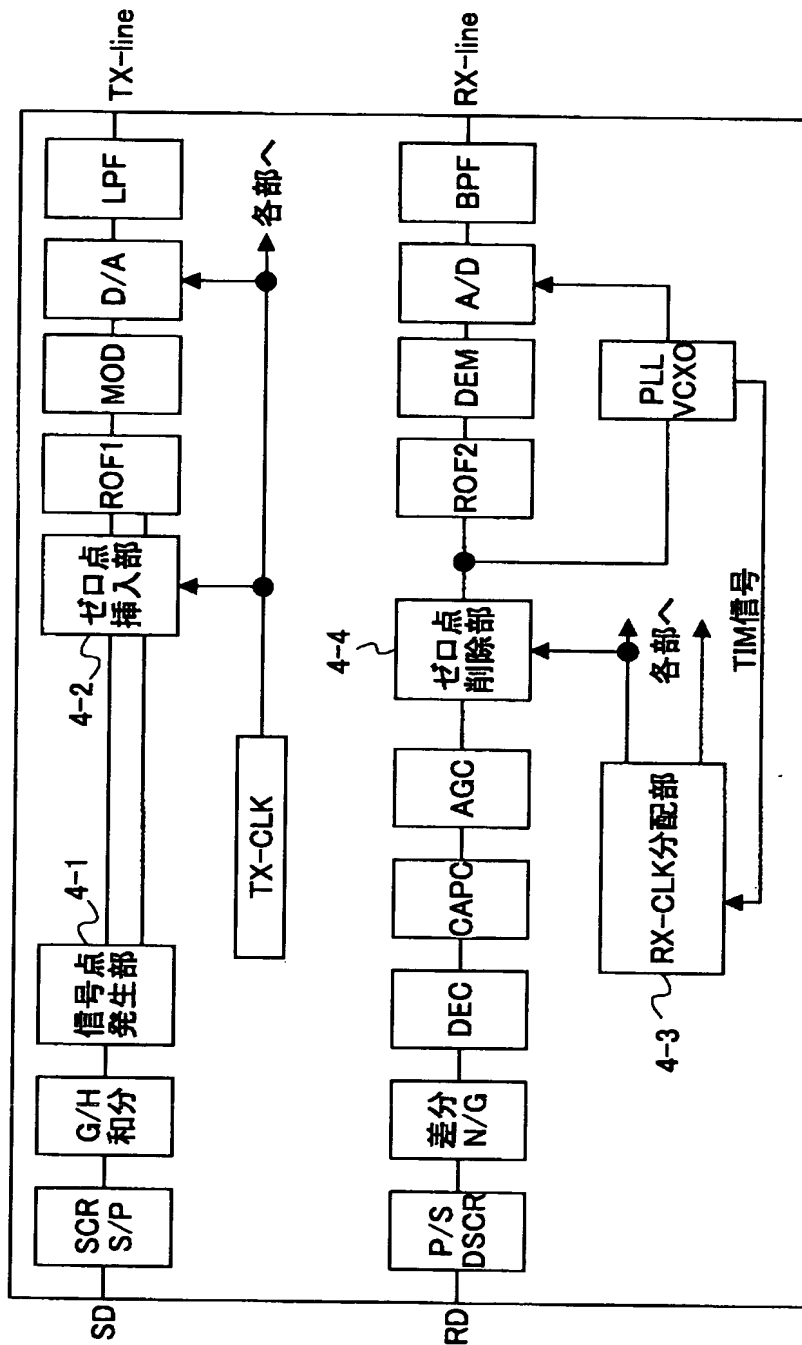 SD
SCR
S/P
G/H
和分
信号点
発生部
4-1
ゼロ点
挿入部
4-2
ROF1
MOD
D/A
LPF
TX-line
TX-CLK
各部へ
RD
P/S
DSCR
差分
N/G
DEC
CAPC
AGC
ゼロ点
削除部
4-4
ROF2
DEM
A/D
BPF
RX-line
RX-CLK分配部
4-3
各部へ
TIM信号
PLL
VCXO